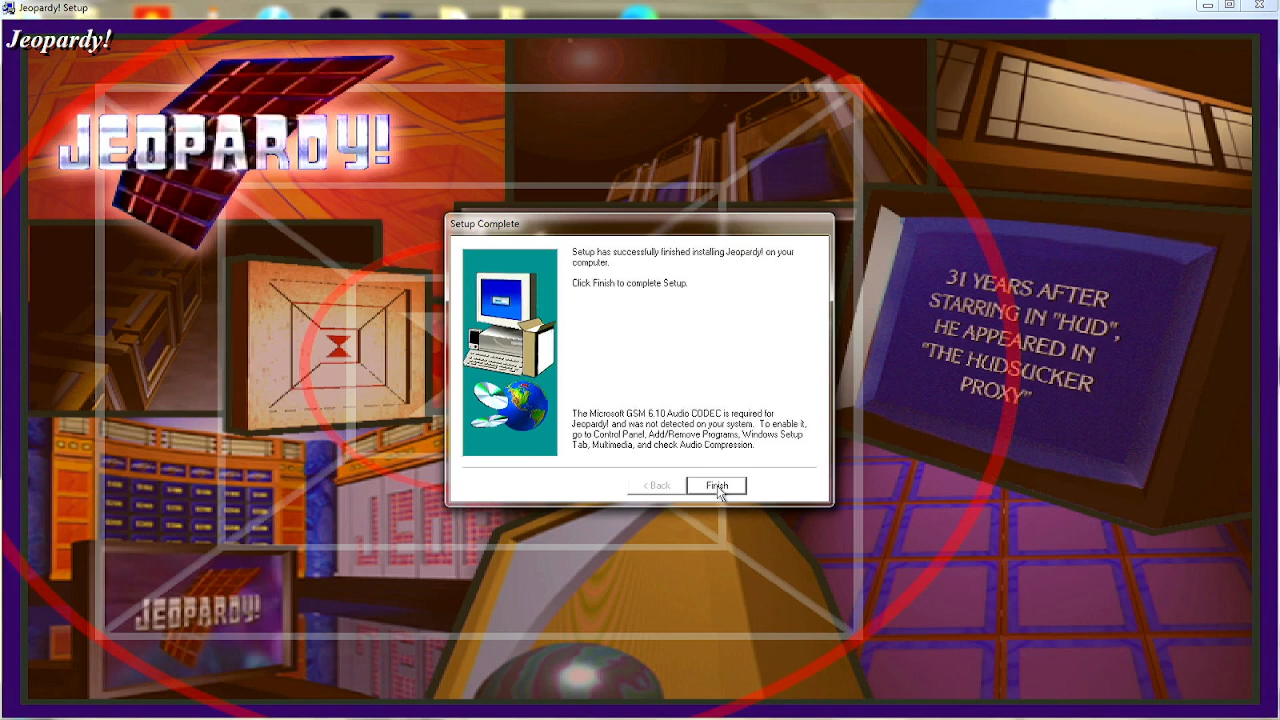 Jeopardy! Setup
Jeopardy!
JEOPARDY!
Setup Complete
Setup has successfully finished installing Jeopardy! on your
computer.
Click Finish to complete Setup.
The Microsoft GSM 6.10 Audio CODEC is required for
Jeopardy! and was not detected on your system. To enable it,
go to Control Panel, Add/Remove Programs, Windows Setup
Tab, Multimedia, and check Audio Compression.
< Back
Finish
31 YEARS AFTER
STARRING IN "HUD",
HE APPEARED IN
"THE HUDSUCKER
PROXY"
JEOPARDY!